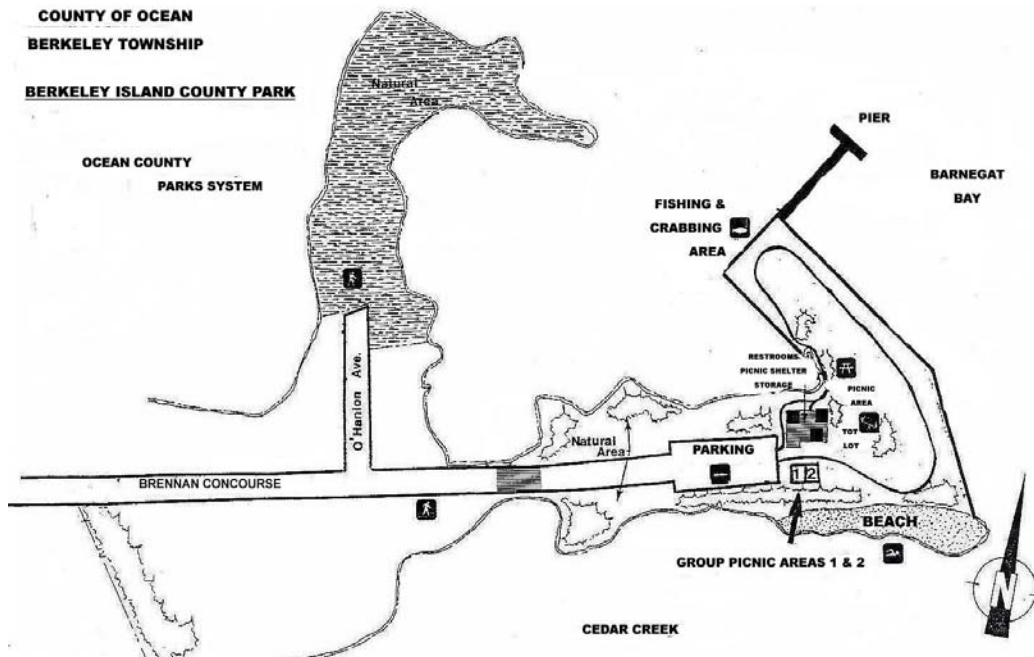 COUNTY OF OCEAN
BERKELEY TOWNSHIP
BERKELEY ISLAND COUNTY PARK
OCEAN COUNTY
PARKS SYSTEM
Natural
Area
PIER
BARNEGAT
BAY
FISHING &
CRABBING
AREA
RESTROOMS
PICNIC SHELTER
STORAGE
PICNIC
AREA
TOT
LOT
O'Hanlon Ave.
Natural
Area
PARKING
BRENNAN CONCOURSE
1 2
BEACH
GROUP PICNIC AREAS 1 & 2
N
CEDAR CREEK